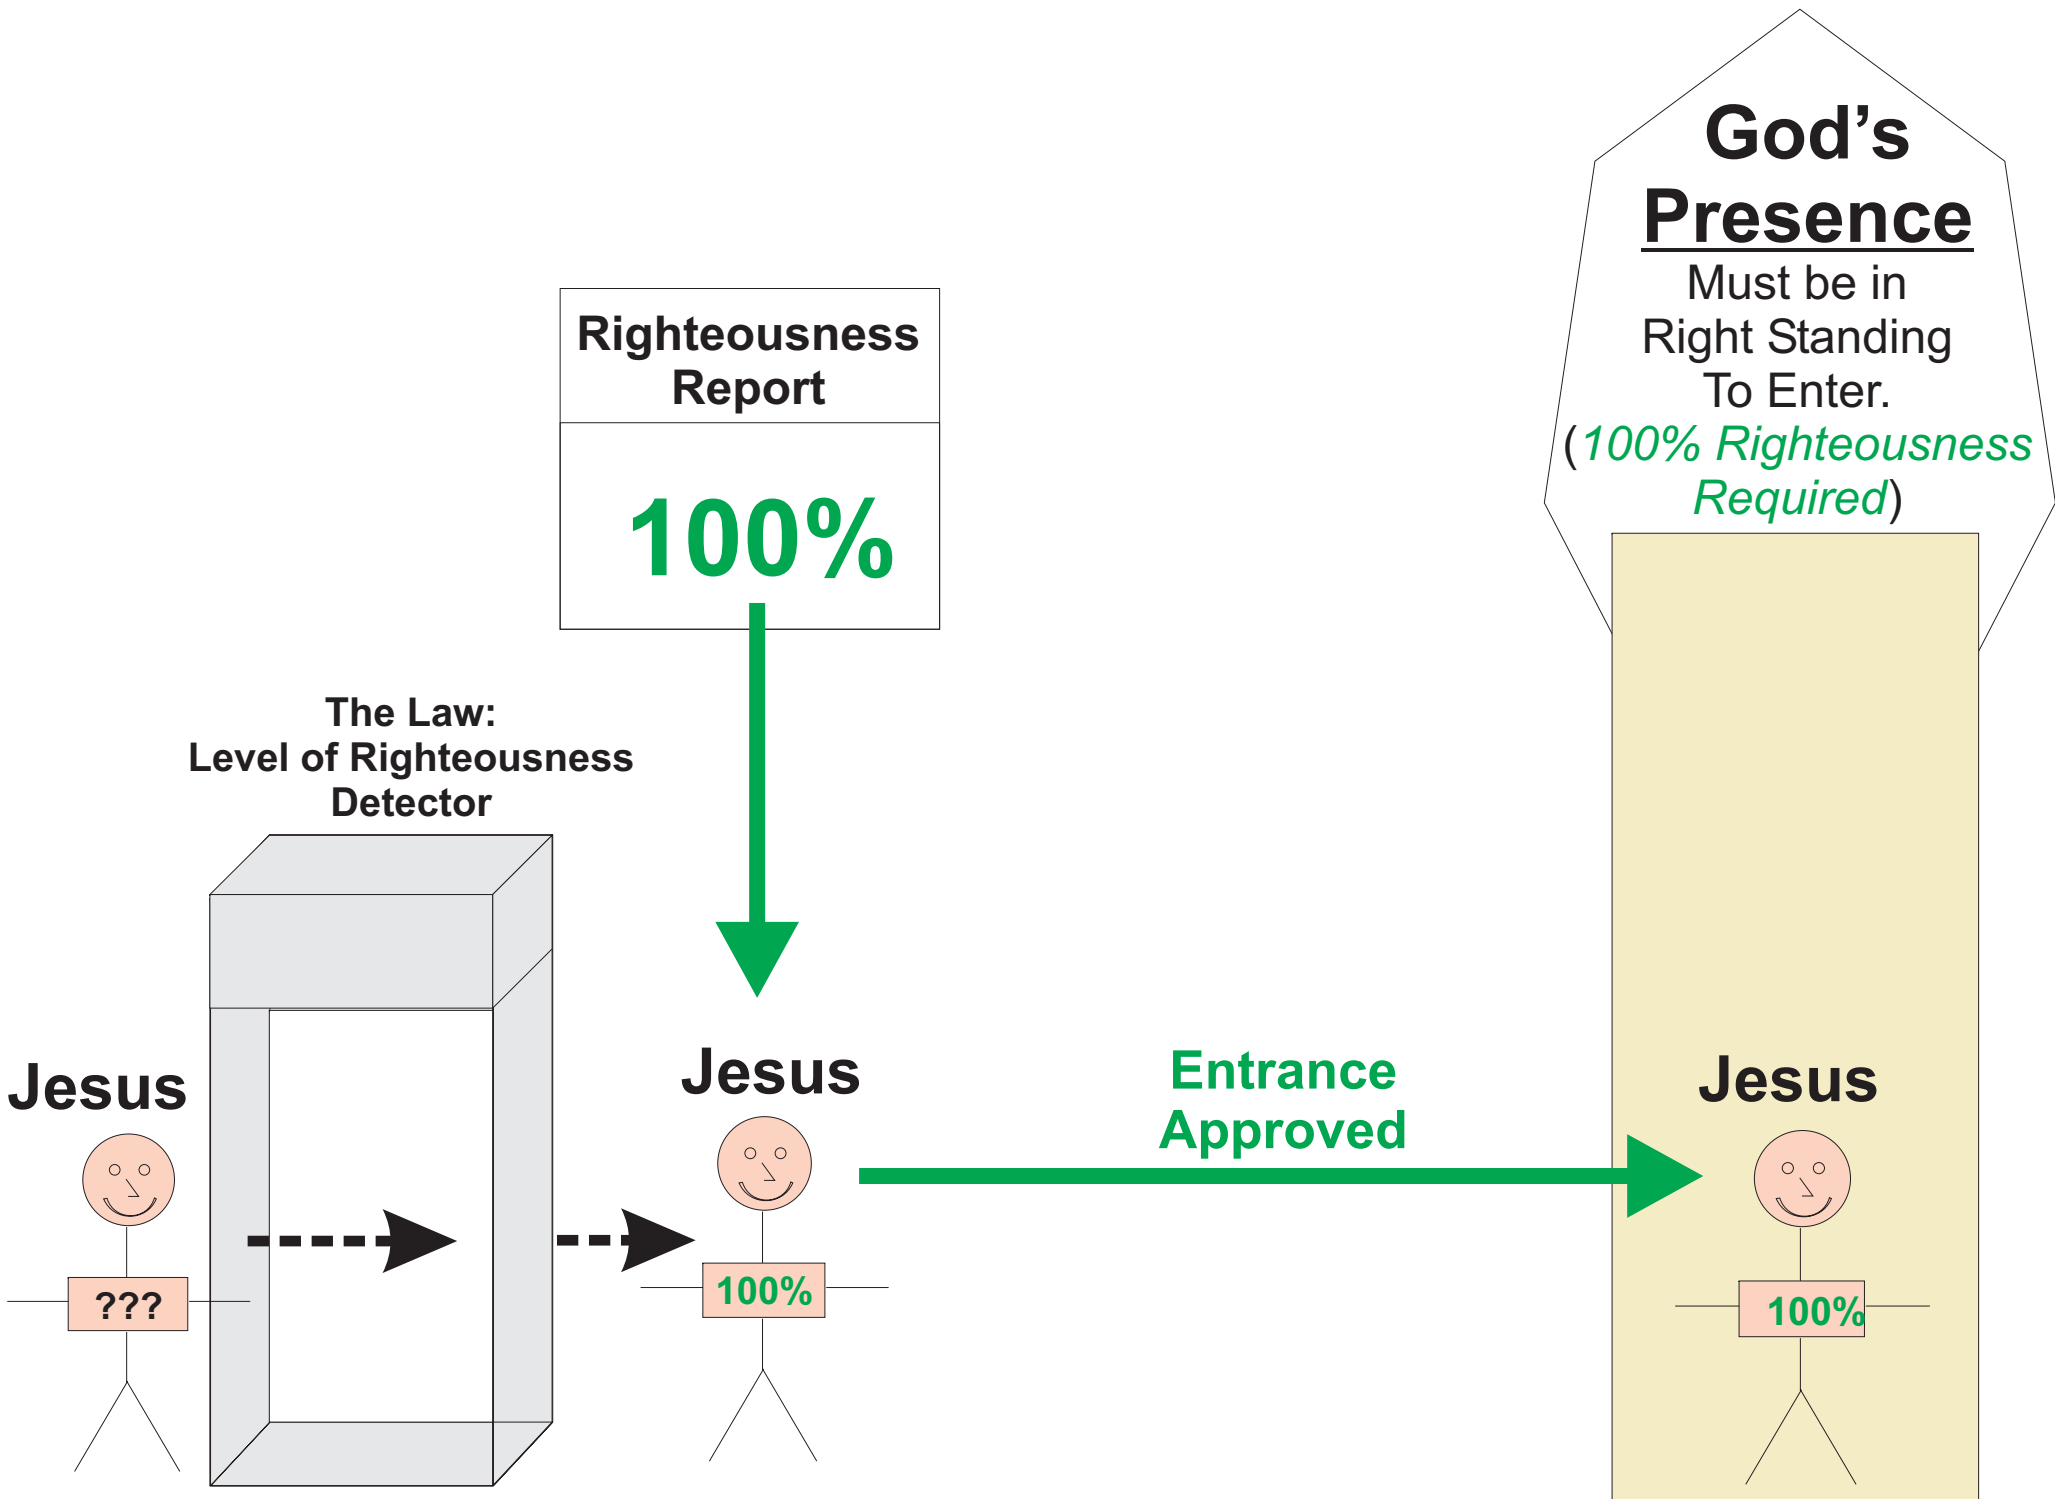 God’s
Presence
Must be in
Right Standing
To Enter.
(100% Righteousness
Required)
Righteousness
Report
100%
The Law:
Level of Righteousness
Detector
Jesus
???
Jesus
100%
Entrance
Approved
Jesus
100%